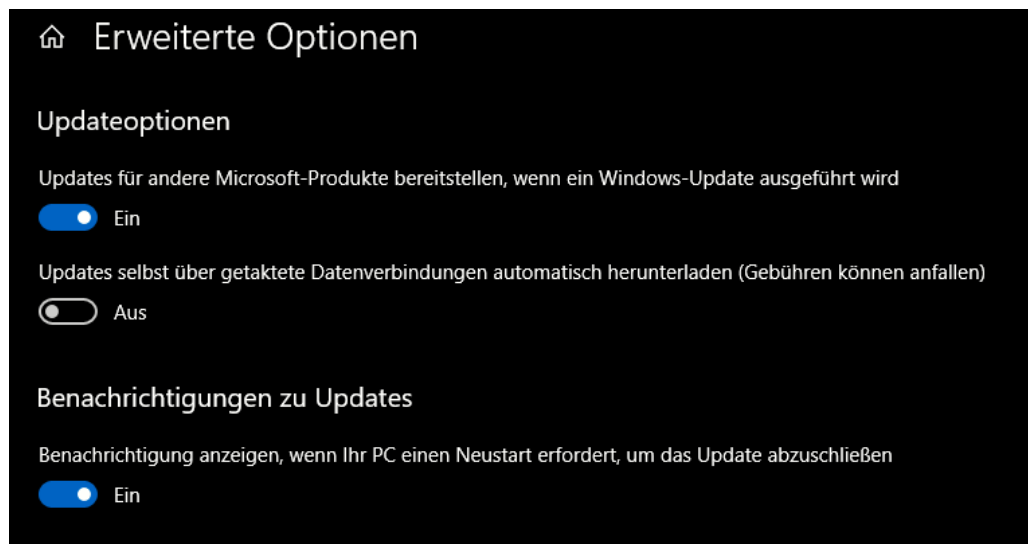 Erweiterte Optionen
Updateoptionen
Updates für andere Microsoft-Produkte bereitstellen, wenn ein Windows-Update ausgeführt wird
Ein
Updates selbst über getaktete Datenverbindungen automatisch herunterladen (Gebühren können anfallen)
Aus
Benachrichtigungen zu Updates
Benachrichtigung anzeigen, wenn Ihr PC einen Neustart erfordert, um das Update abzuschließen
Ein